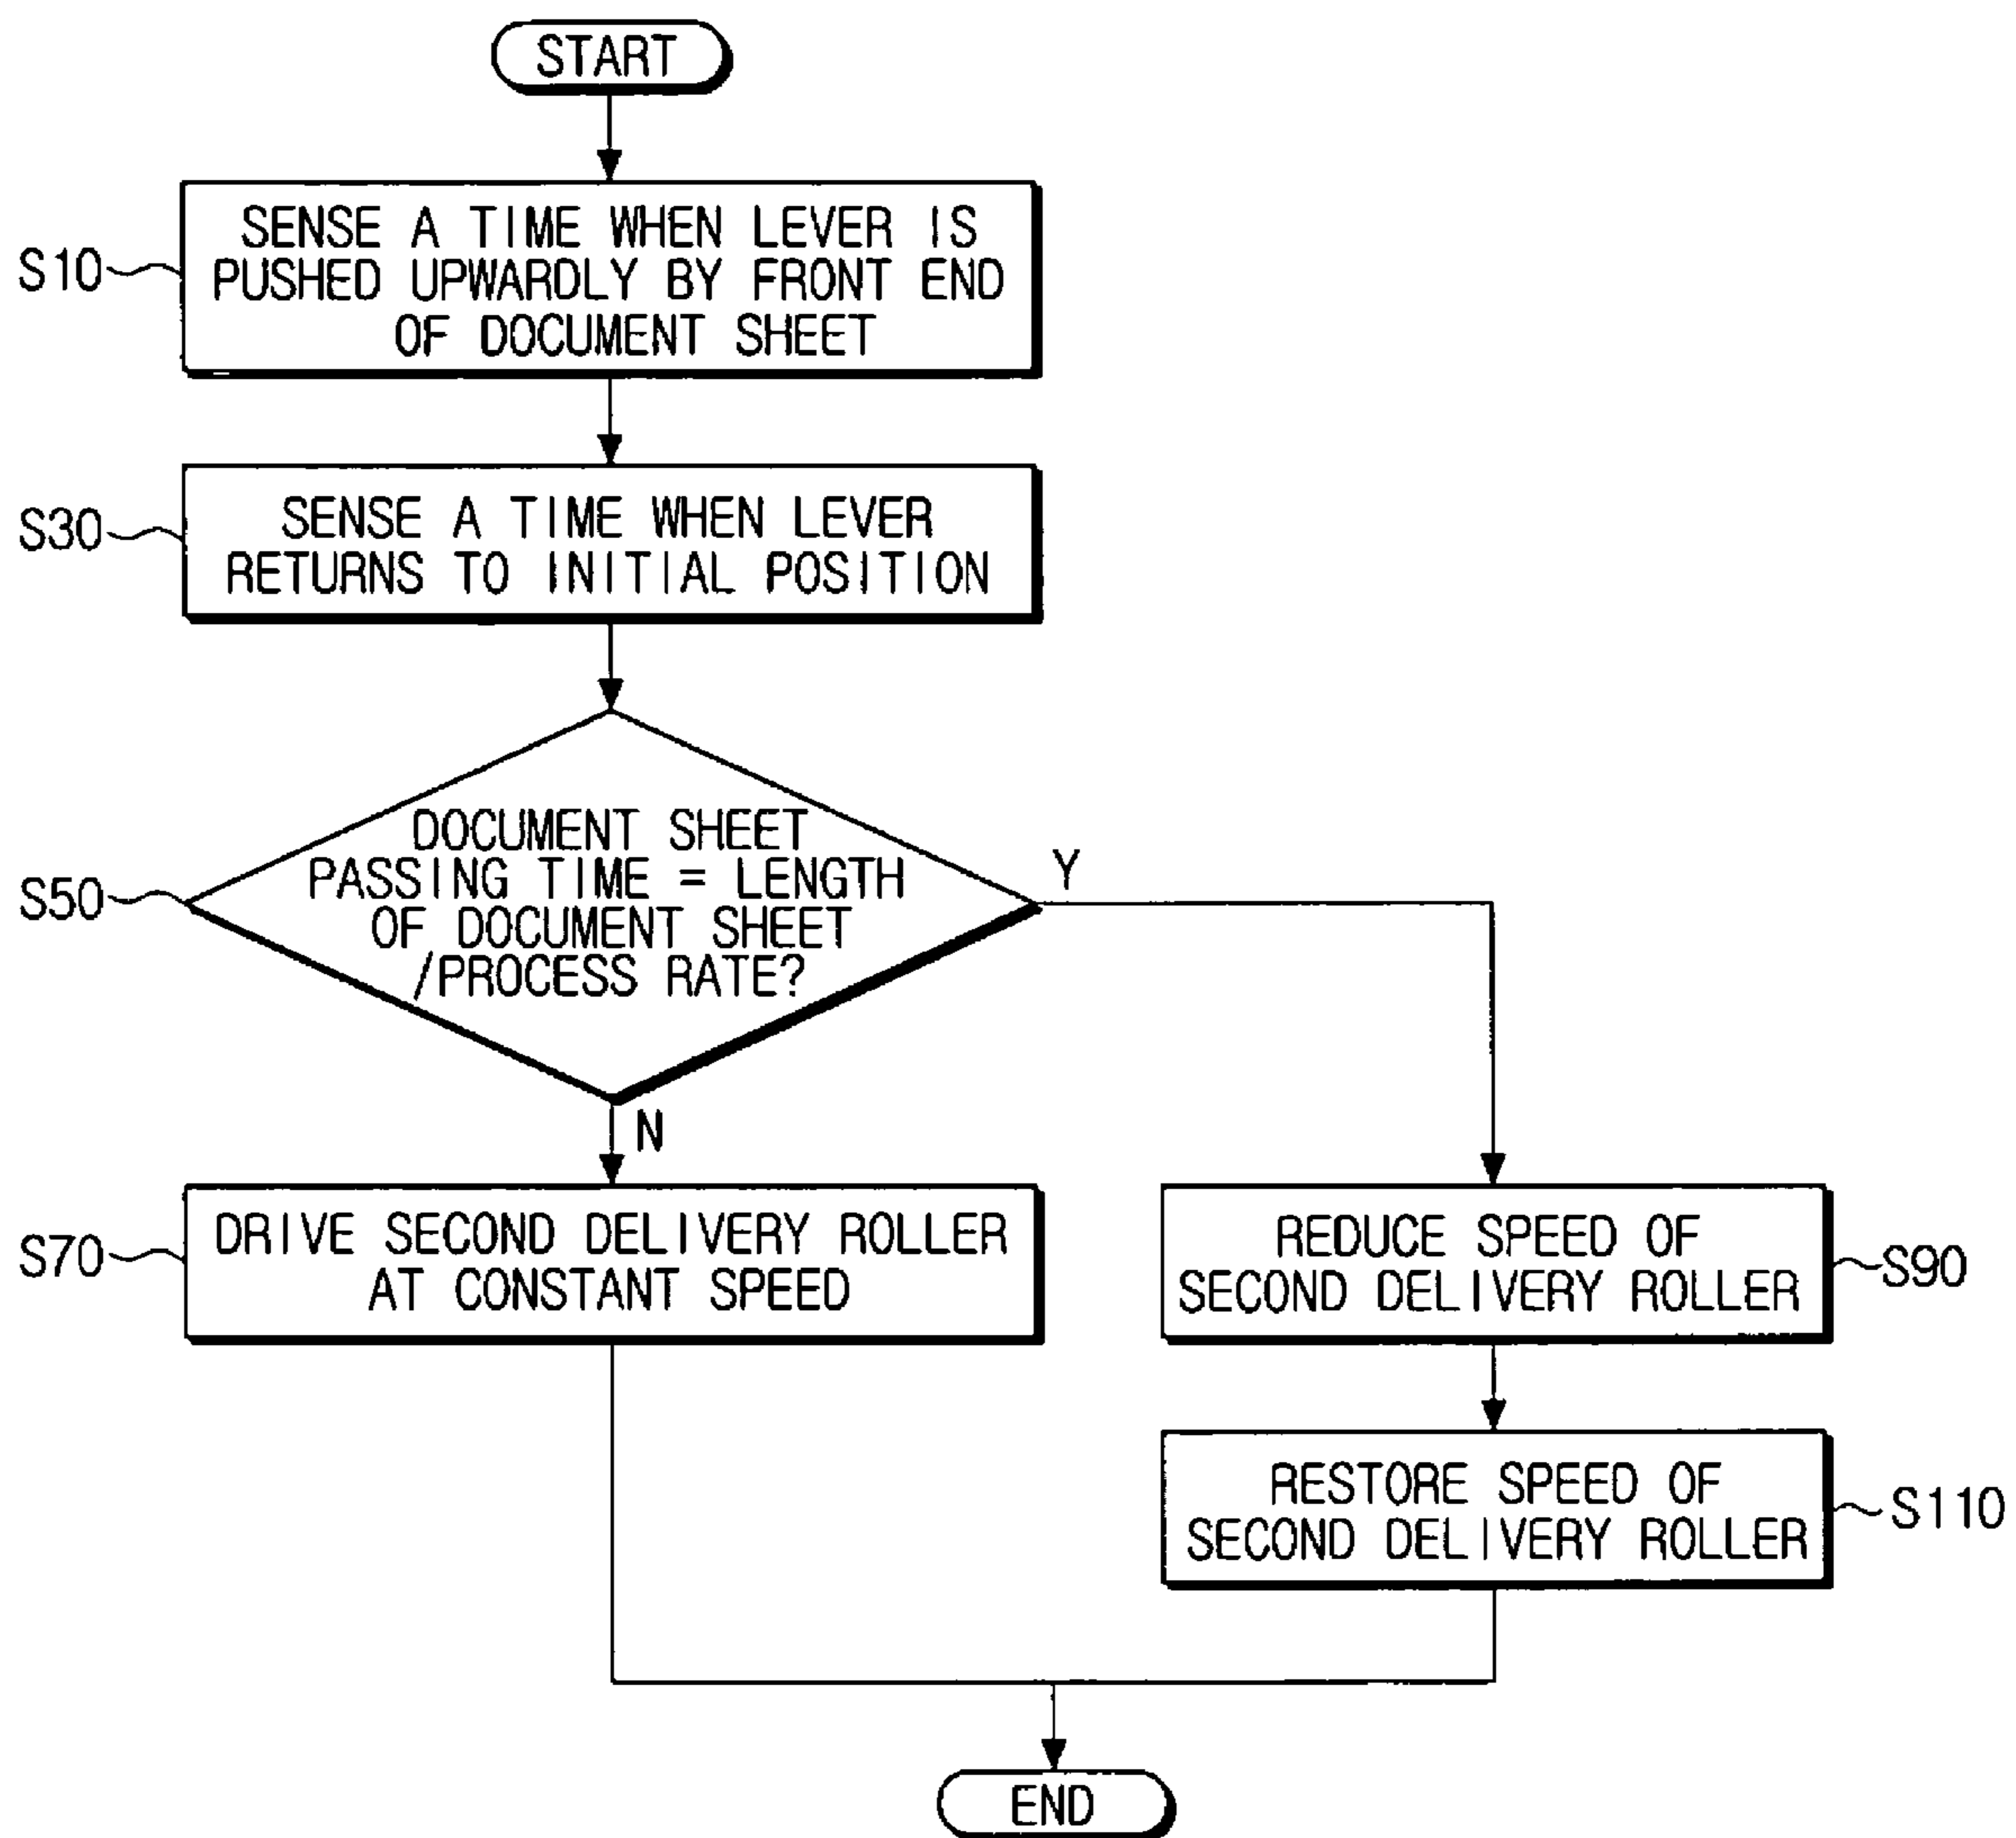 START
S10
SENSE A TIME WHEN LEVER IS
PUSHED UPWARDLY BY FRONT END
OF DOCUMENT SHEET
S30
SENSE A TIME WHEN LEVER
RETURNS TO INITIAL POSITION
S50
DOCUMENT SHEET
PASSING TIME = LENGTH
OF DOCUMENT SHEET
/PROCESS RATE?
Y
N
S70
DRIVE SECOND DELIVERY ROLLER
AT CONSTANT SPEED
REDUCE SPEED OF
SECOND DELIVERY ROLLER
S90
RESTORE SPEED OF
SECOND DELIVERY ROLLER
S110
END